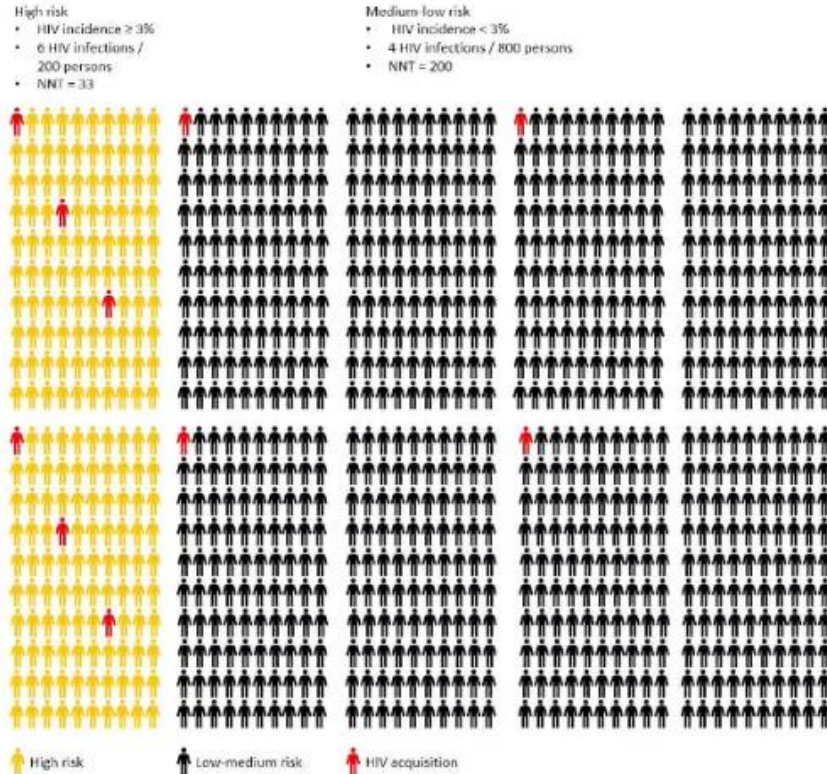 High risk
• HIV incidence ≥ 3%
• 6 HIV infections /
200 persons
• NNT = 33
Medium-low risk
• HIV incidence < 3%
• 4 HIV infections / 800 persons
• NNT = 200
High risk
Low-medium risk
HIV acquisition